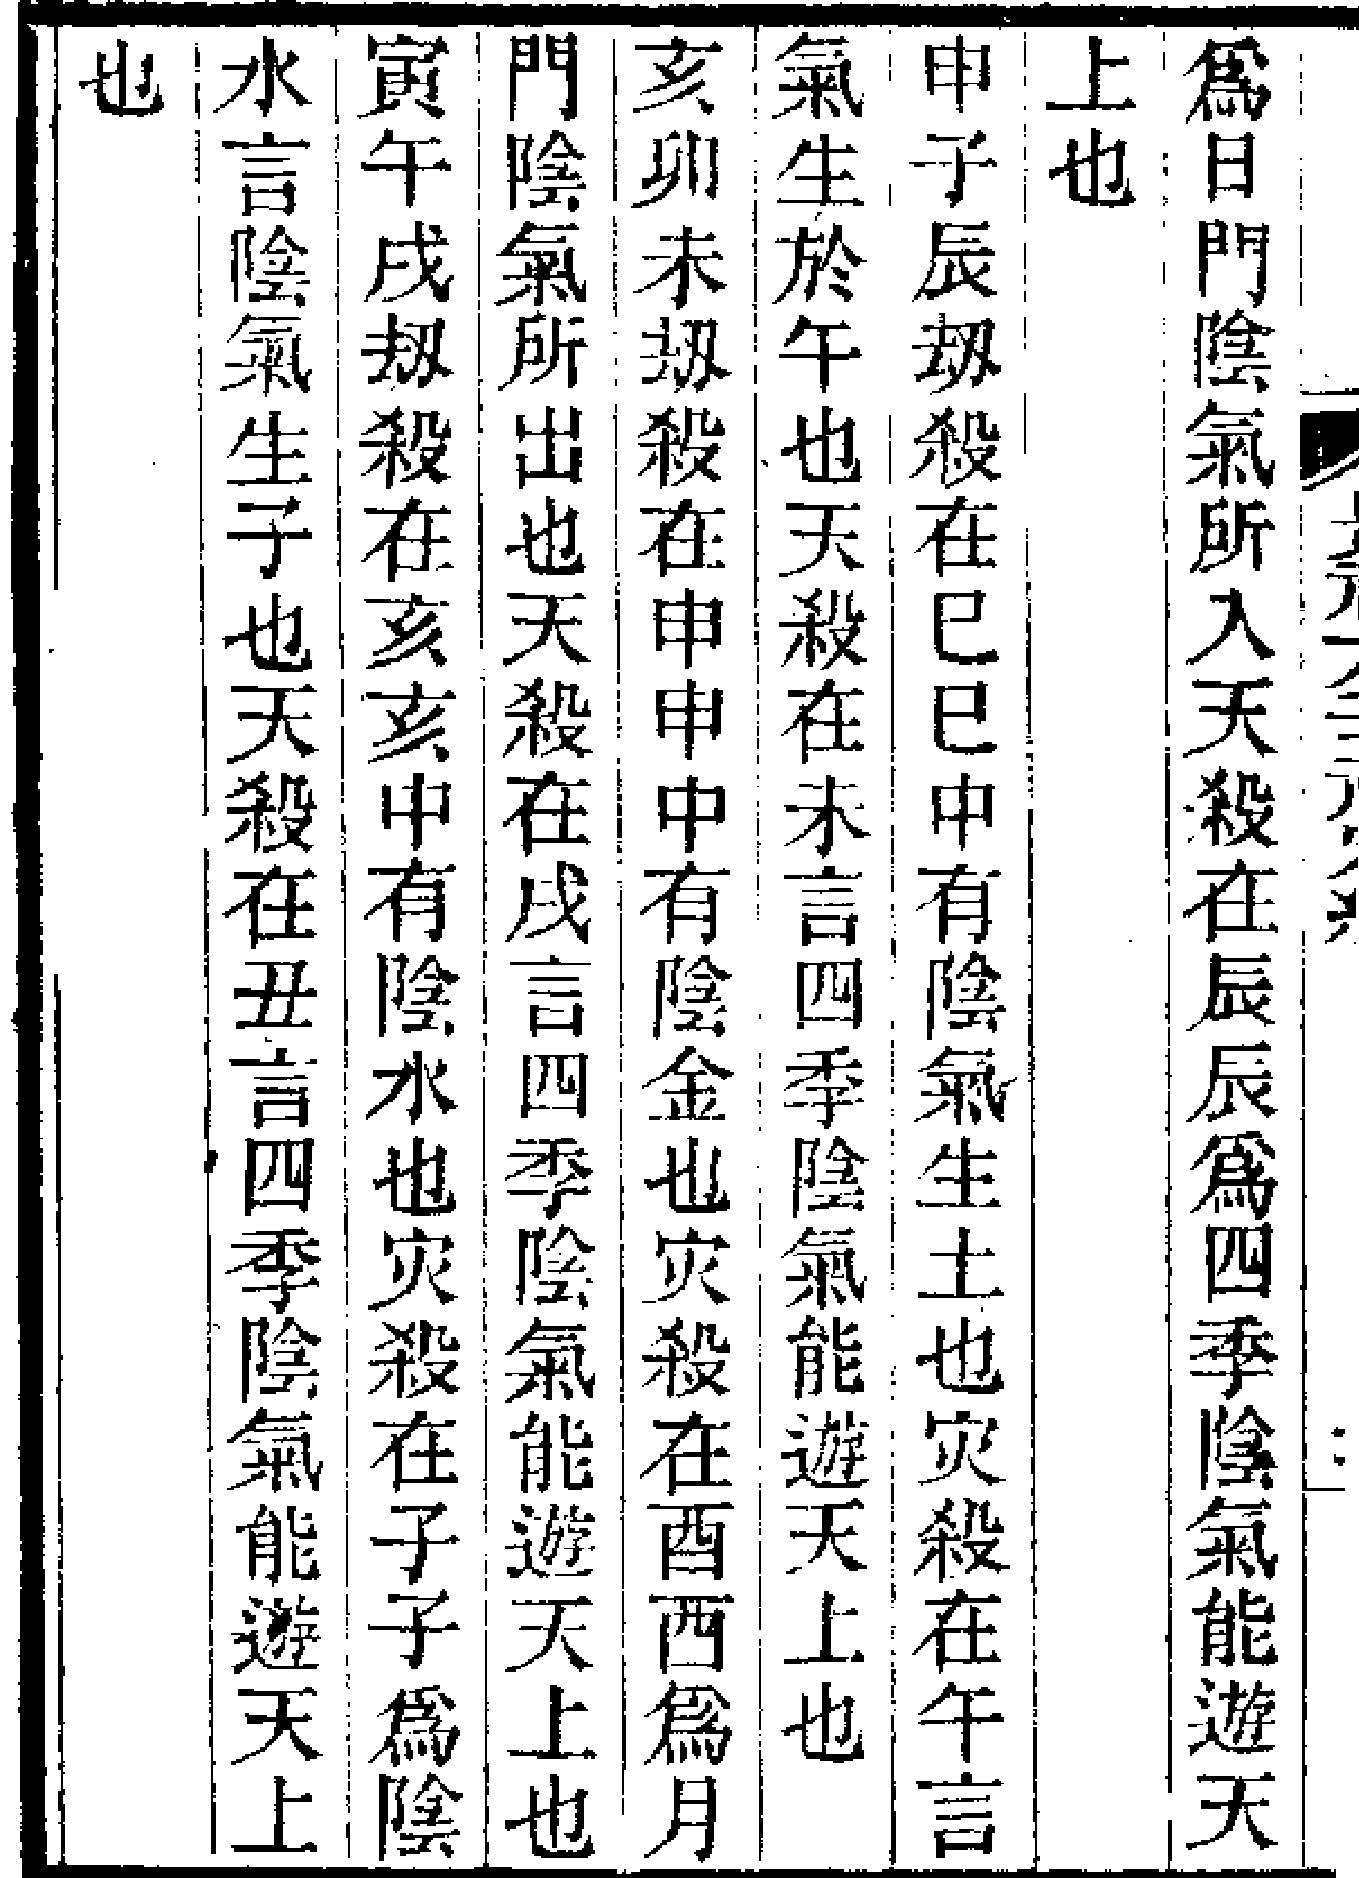 爲日門陰氣所入天殺在辰辰爲四季陰氣能遊天
上也
申子辰刼殺在巳巳中有陰氣生土也灾殺在午言
氣生於午也天殺在未言四季陰氣能遊天上也
亥卯未刼殺在申申中有陰金也灾殺在酉酉爲月
門陰氣所出也天殺在戌言四季陰氣能遊天上也
寅午戌刼殺在亥亥中有陰水也灾殺在子子爲陰
水言陰氣生子也天殺在丑言四季陰氣能遊天上
也